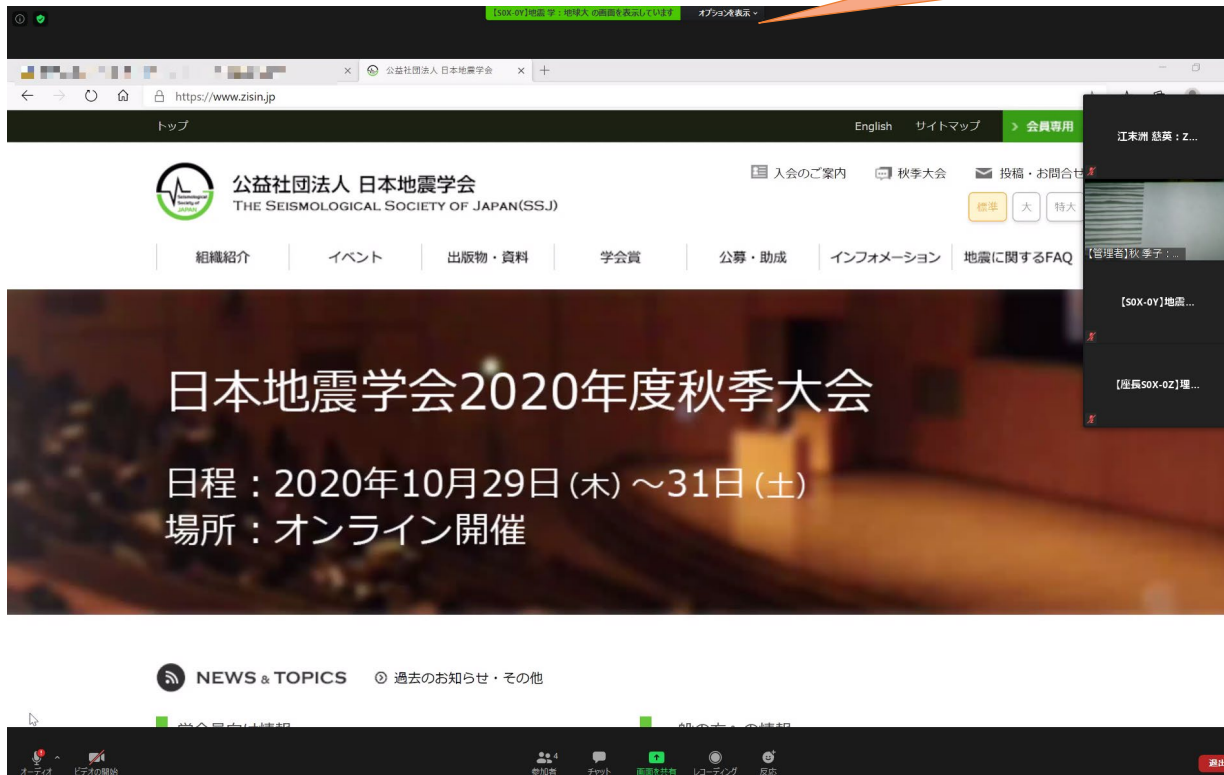 【S0X-0Y】地震 学：地球大 の画面を表示しています
オプションを表示
公益社団法人 日本地震学会
https://www.zisin.jp
トップ
English
サイトマップ
会員専用
公益社団法人 日本地震学会
THE SEISMOLOGICAL SOCIETY OF JAPAN(SSJ)
入会のご案内
秋季大会
投稿・お問合せ
標準
大
特大
組織紹介
イベント
出版物・資料
学会賞
公募・助成
インフォメーション
地震に関するFAQ
日本地震学会2020年度秋季大会
日程：2020年10月29日(木)～31日(土)
場所：オンライン開催
NEWS & TOPICS
過去のお知らせ・その他
江末洲 慈英：z...
【管理者】秋 季子：...
【S0X-0Y】地震...
【座長S0X-0Z】理...
オーディオ
ビデオの開始
4
参加者
チャット
画面を共有
レコーディング
反応
退出